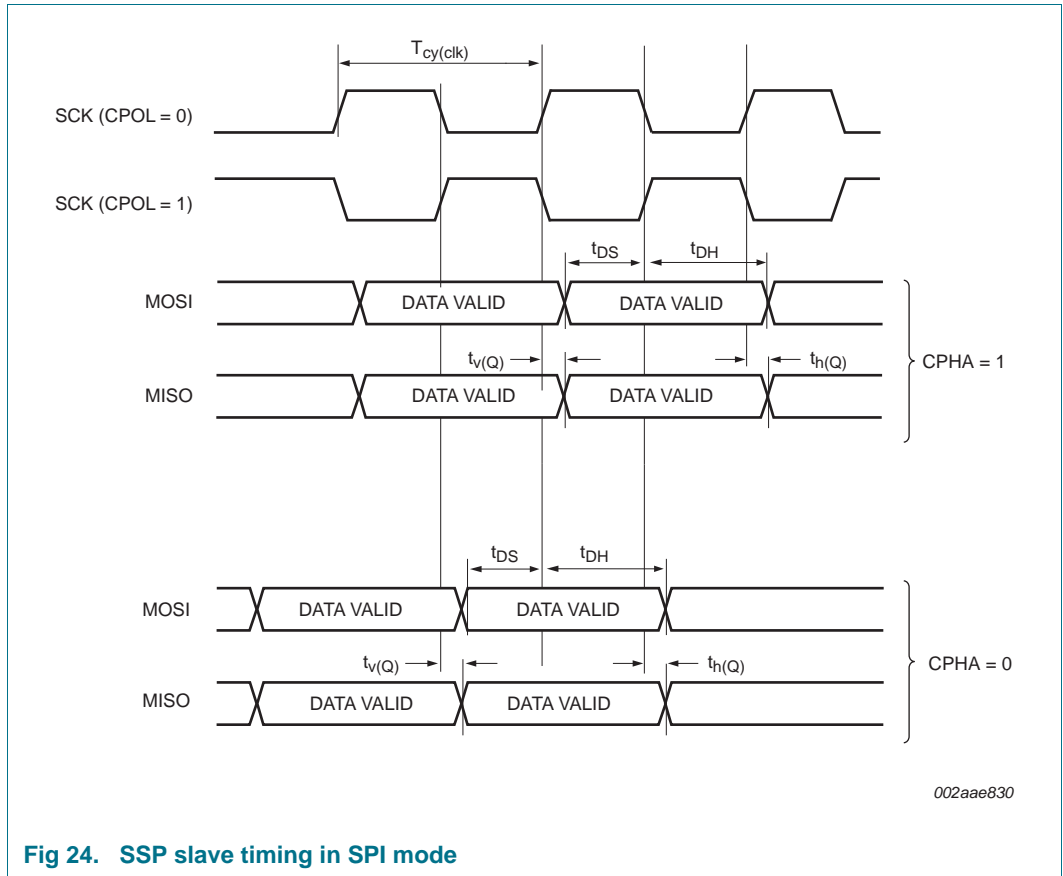 Tcy(clk)
SCK (CPOL = 0)
SCK (CPOL = 1)
tDS tDH
MOSI DATA VALID DATA VALID
tv(Q) th(Q)
CPHA = 1
MISO DATA VALID DATA VALID
tDS tDH
MOSI DATA VALID DATA VALID
tv(Q) th(Q)
CPHA = 0
MISO DATA VALID DATA VALID
002aae830
Fig 24. SSP slave timing in SPI mode